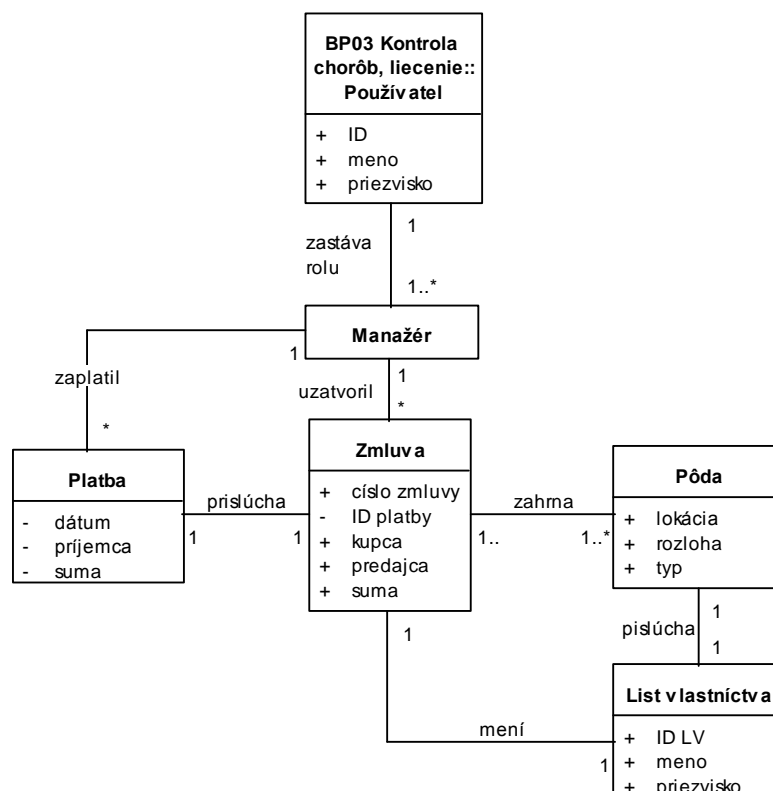 BP03 Kontrola
chorôb, liecenie::
Používatel
+ ID
+ meno
+ priezvisko
1
zastáva
rolu
1..*
Manažér
1
zaplatil
*
1
uzatvoril
*
Platba
- dátum
- príjemca
- suma
prislúcha
1
1
Zmluva
+ císlo zmluvy
- ID platby
+ kupca
+ predajca
+ suma
zahrna
1..
1..*
Pôda
+ lokácia
+ rozloha
+ typ
1
pislúcha
1
1
mení
1
List vlastníctva
+ ID LV
+ meno
+ priezvisko